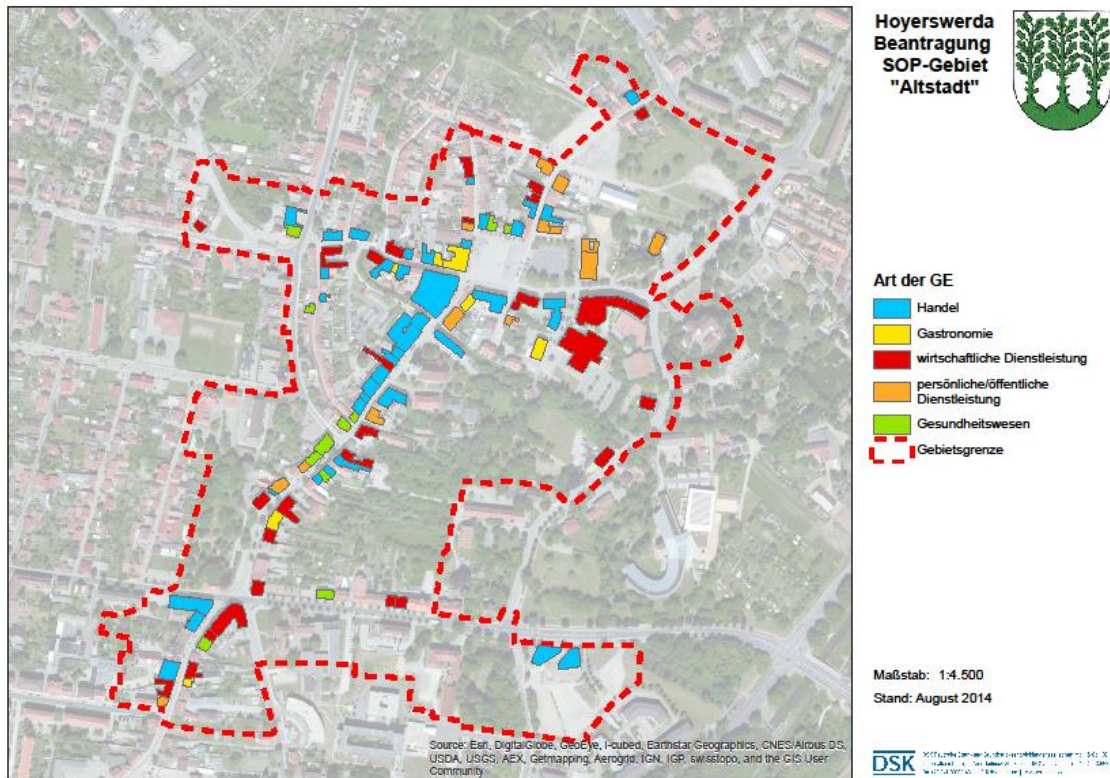 Hoyerswerda
Beantragung
SOP-Gebiet
"Altstadt"
Art der GE
Handel
Gastronomie
wirtschaftliche Dienstleistung
persönliche/öffentliche
Dienstleistung
Gesundheitswesen
Gebietsgrenze
Maßstab: 1:4.500
Stand: August 2014
Source: Esri, DigitalGlobe, GeoEye, i-cubed, Earthstar Geographics, CNES/Airbus DS,
USDA, USGS, AEX, Getmapping, Aerogrid, IGN, IGP, swisstopo, and the GIS User
Community
DSK